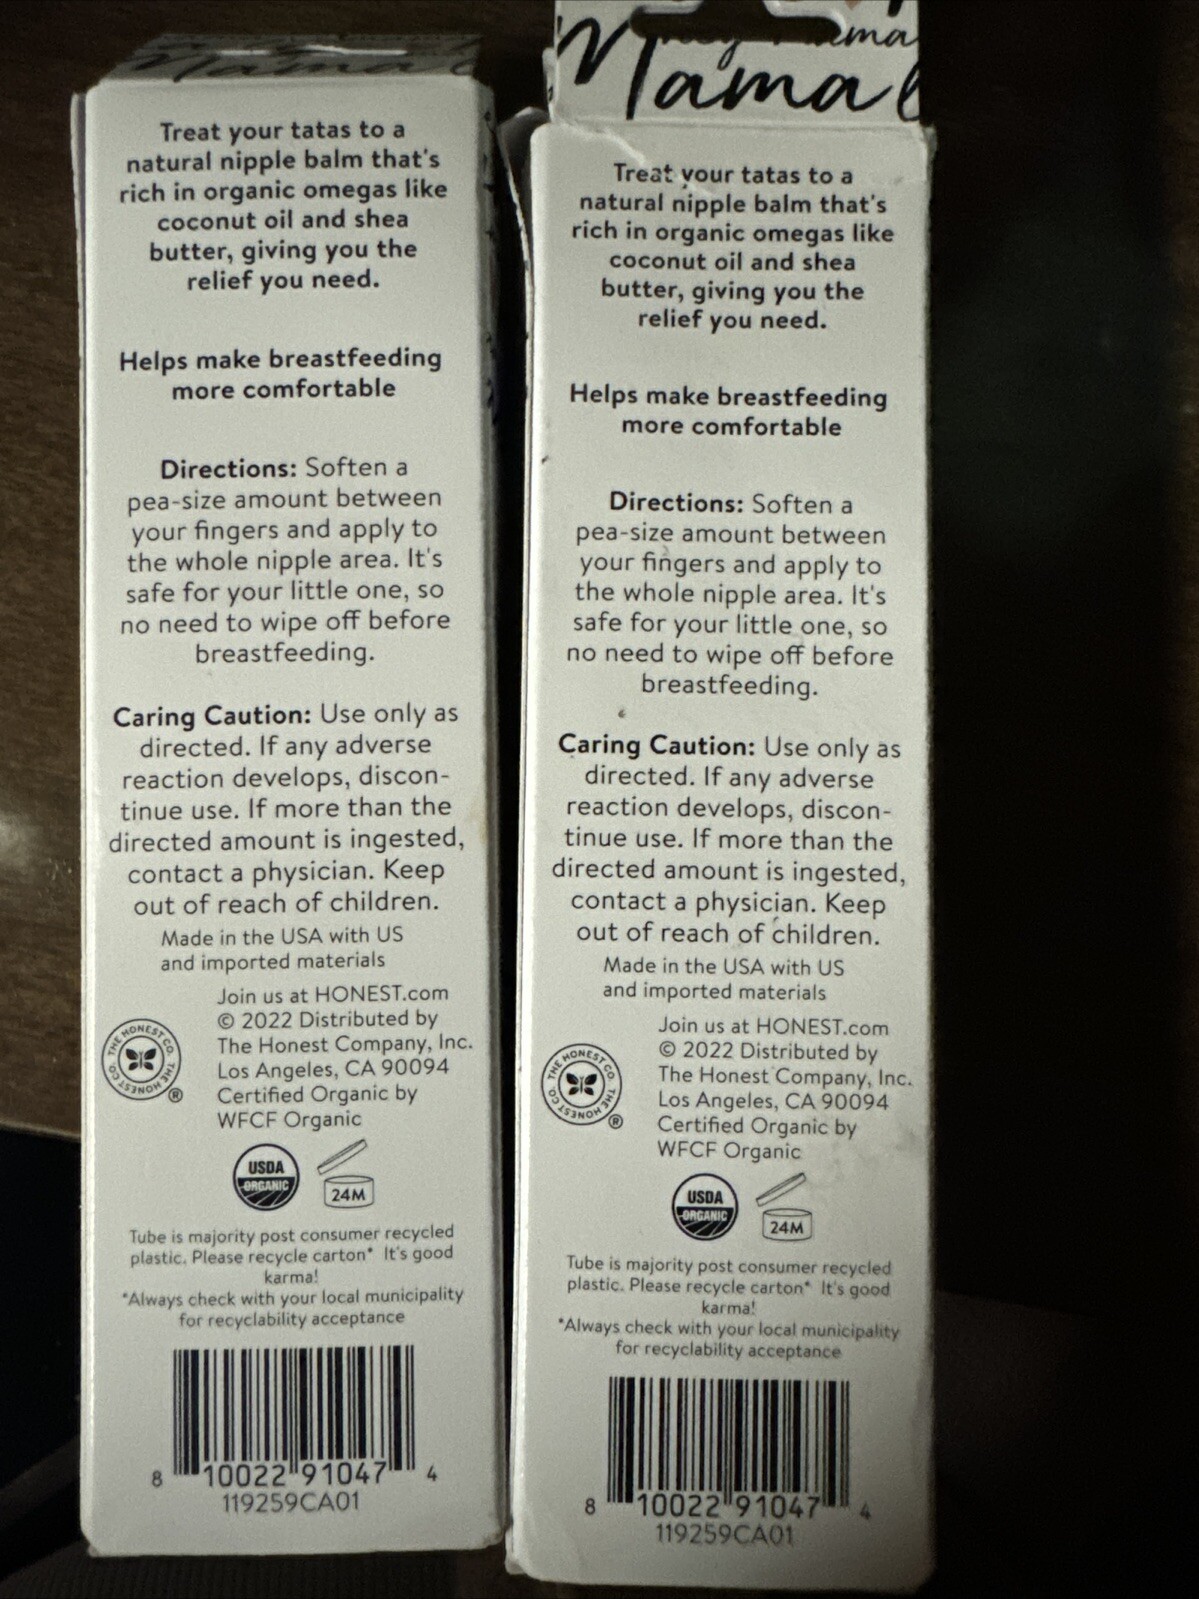 Mama
Treat your tatas to a
natural nipple balm that's
rich in organic omegas like
coconut oil and shea
butter, giving you the
relief you need.
Helps make breastfeeding
more comfortable
Directions: Soften a
pea-size amount between
your fingers and apply to
the whole nipple area. It's
safe for your little one, so
no need to wipe off before
breastfeeding.
Caring Caution: Use only as
directed. If any adverse
reaction develops, discon-
tinue use. If more than the
directed amount is ingested,
contact a physician. Keep
out of reach of children.
Made in the USA with US
and imported materials
Join us at HONEST.com
© 2022 Distributed by
The Honest Company, Inc.
Los Angeles, CA 90094
Certified Organic by
WFCF Organic
THE HONEST CO. THE HONEST CO. ®
USDA
ORGANIC
24M
Tube is majority post consumer recycled
plastic. Please recycle carton* It's good
karma!
*Always check with your local municipality
for recyclability acceptance
8 10022 91047 4
119259CA01
Mama
Mama
Treat your tatas to a
natural nipple balm that's
rich in organic omegas like
coconut oil and shea
butter, giving you the
relief you need.
Helps make breastfeeding
more comfortable
Directions: Soften a
pea-size amount between
your fingers and apply to
the whole nipple area. It's
safe for your little one, so
no need to wipe off before
breastfeeding.
Caring Caution: Use only as
directed. If any adverse
reaction develops, discon-
tinue use. If more than the
directed amount is ingested,
contact a physician. Keep
out of reach of children.
Made in the USA with US
and imported materials
Join us at HONEST.com
© 2022 Distributed by
The Honest Company, Inc.
Los Angeles, CA 90094
Certified Organic by
WFCF Organic
THE HONEST CO. THE HONEST CO. ®
USDA
ORGANIC
24M
Tube is majority post consumer recycled
plastic. Please recycle carton* It's good
karma!
*Always check with your local municipality
for recyclability acceptance
8 10022 91047 4
119259CA01